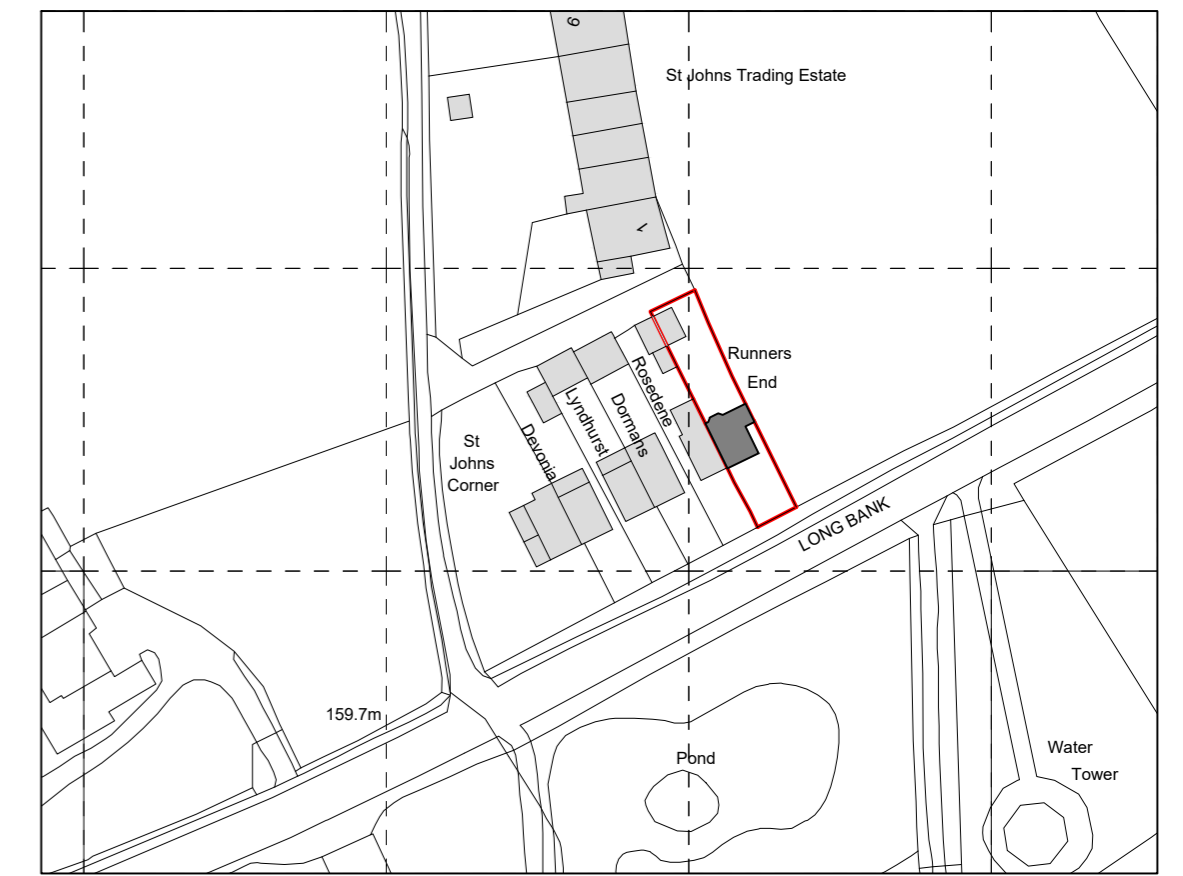 9
St Johns Trading Estate
1
Runners
End
Rosedene
Dormans
Lyndhurst
Devonia
St
Johns
Corner
LONG BANK
159.7m
Pond
Water
Tower